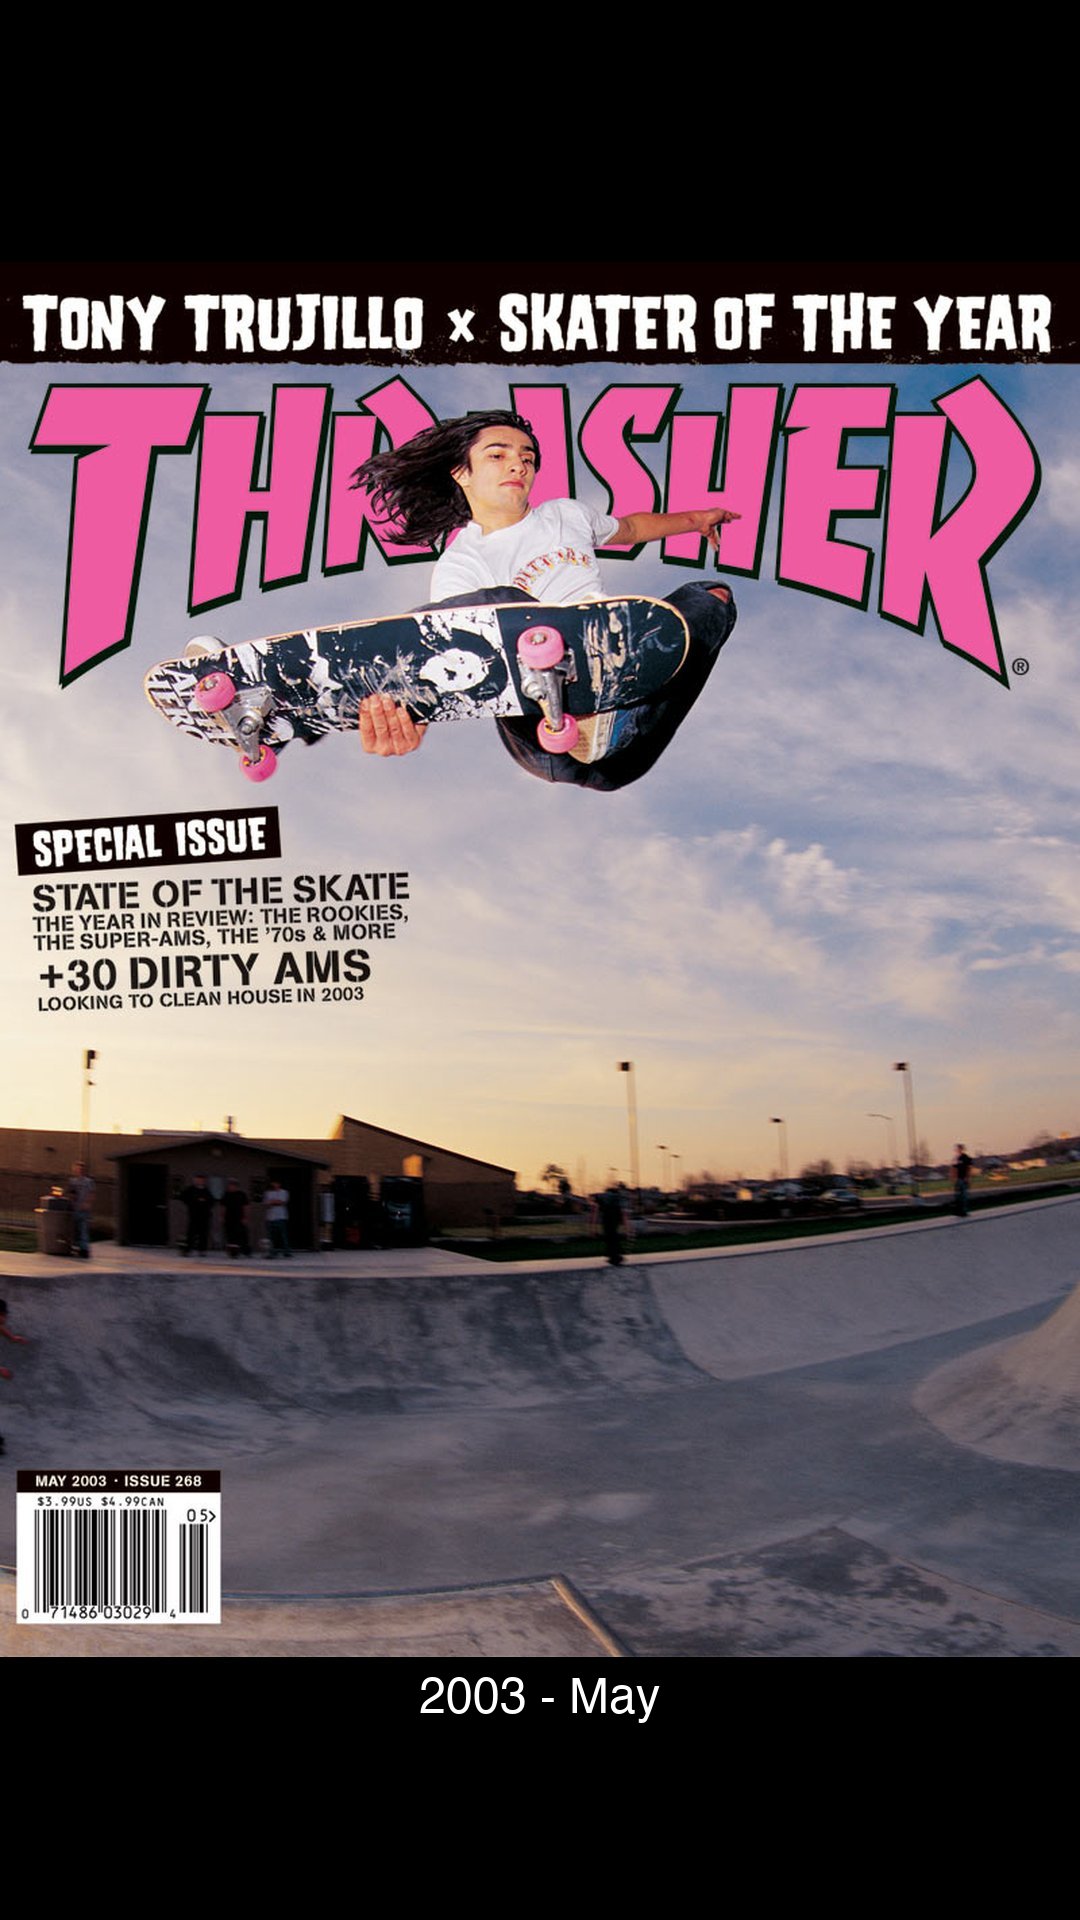 TONY TRUJILLO x SKATER OF THE YEAR
THRASHER
®
SPITFIRE
SPECIAL ISSUE
STATE OF THE SKATE
THE YEAR IN REVIEW: THE ROOKIES,
THE SUPER-AMS, THE '70s & MORE
+30 DIRTY AMS
LOOKING TO CLEAN HOUSE IN 2003
MAY 2003 · ISSUE 268
$3.99US $4.99CAN
05>
0 71486 03029 4
2003 - May